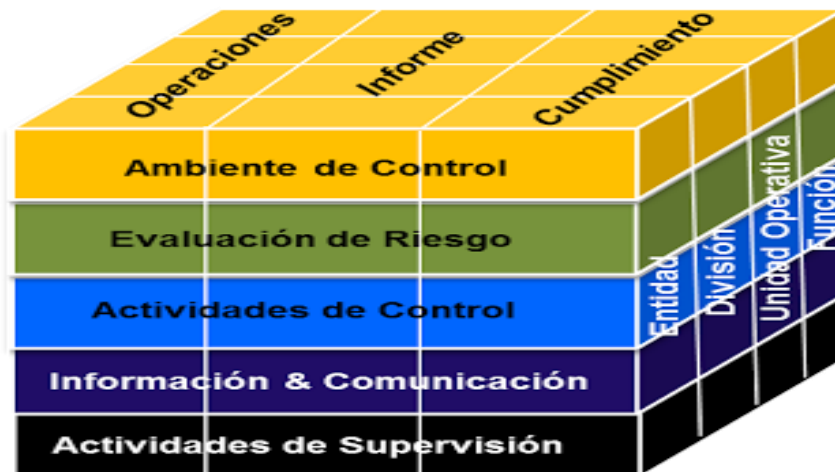 Operaciones
Informe
Cumplimiento
Ambiente de Control
Evaluación de Riesgo
Actividades de Control
Información & Comunicación
Actividades de Supervisión
Entidad
División
Unidad Operativa
Función